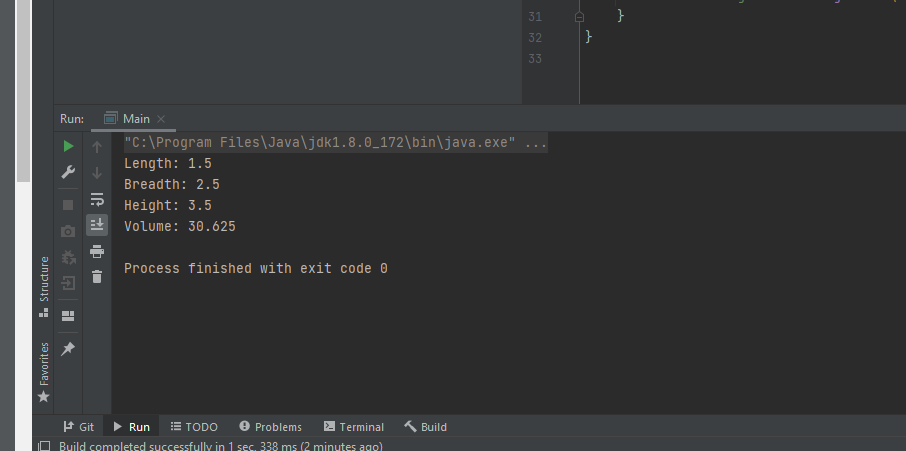 31 }
32 }
33
Run: Main
"C:\Program Files\Java\jdk1.8.0_172\bin\java.exe" ...
Length: 1.5
Breadth: 2.5
Height: 3.5
Volume: 30.625
Process finished with exit code 0
Structure
Favorites
Git Run TODO Problems Terminal Build
Build completed successfully in 1 sec, 338 ms (2 minutes ago)